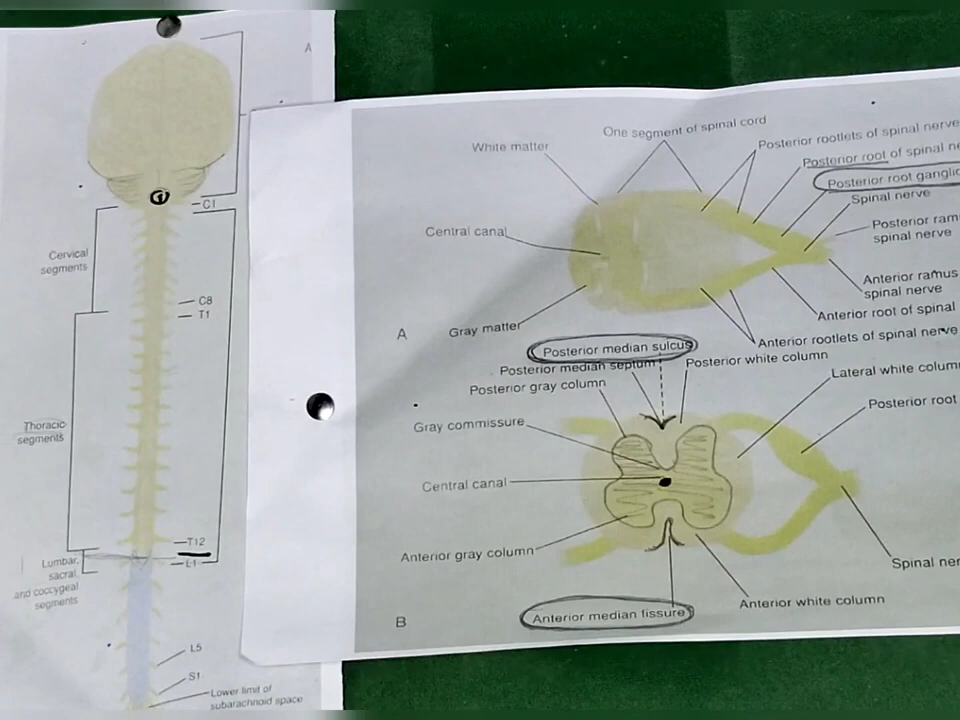 A
C1
Cervical
segments
C8
T1
Thoracic
segments
T12
L1
Lumbar,
sacral,
and coccygeal
segments
L5
S1
Lower limit of
subarachnoid space
One segment of spinal cord
White matter
Posterior rootlets of spinal nerve
Posterior root of spinal
Posterior root
Spinal nerve
Central canal
Posterior
spinal nerve
Anterior ramus
spinal nerve
Anterior root of spinal
Gray matter
A
Anterior rootlets of spinal nerve
Posterior median sulcus
Posterior median septum
Posterior white column
Posterior gray column
Lateral white
Posterior root
Gray commissure
Central canal
Anterior gray column
Spinal
Anterior white column
Anterior median fissure
B